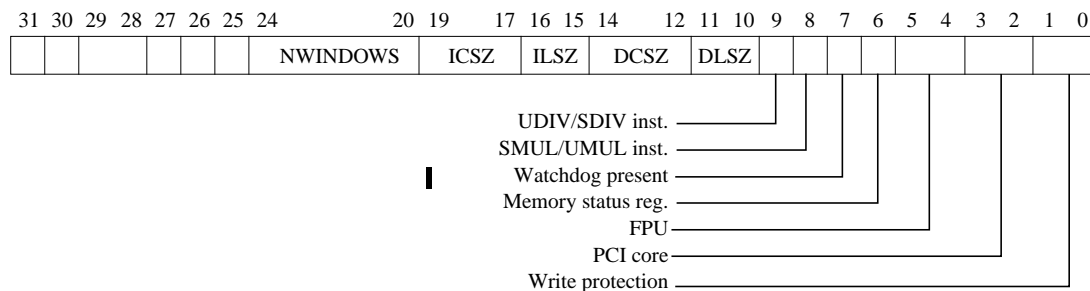 31 30 29 28 27 26 25 24 20 19 17 16 15 14 12 11 10 9 8 7 6 5 4 3 2 1 0
NWINDOWS ICSZ ILSZ DCSZ DLSZ
UDIV/SDIV inst.
SMUL/UMUL inst.
Watchdog present
Memory status reg.
FPU
PCI core
Write protection